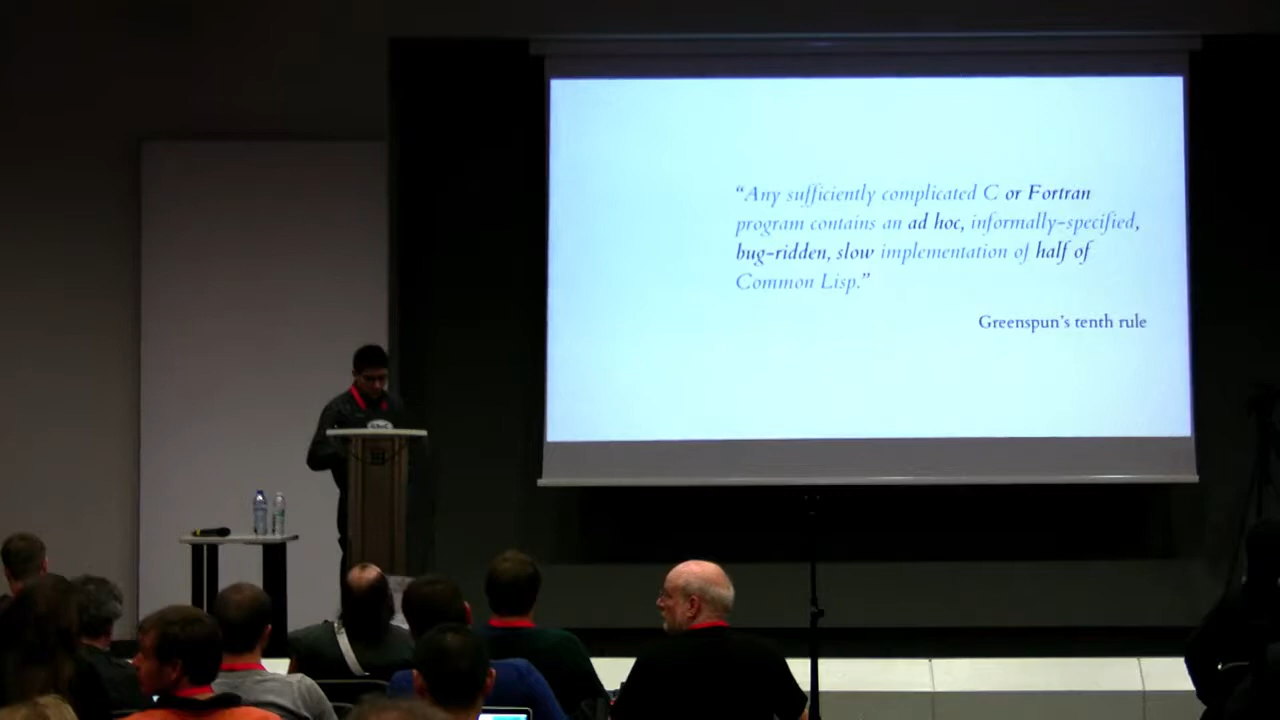 “Any sufficiently complicated C or Fortran
program contains an ad hoc, informally-specified,
bug-ridden, slow implementation of half of
Common Lisp.”
Greenspun's tenth rule